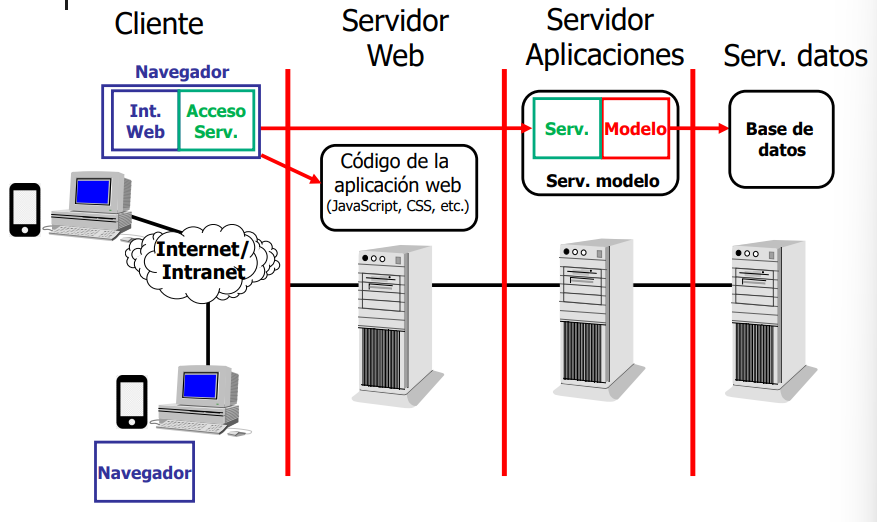 Cliente
Servidor
Web
Servidor
Aplicaciones
Serv. datos
Navegador
Int.
Web
Acceso
Serv.
Código de la
aplicación web
(JavaScript, CSS, etc.)
Serv.
Modelo
Serv. modelo
Base de
datos
Internet/
Intranet
Navegador